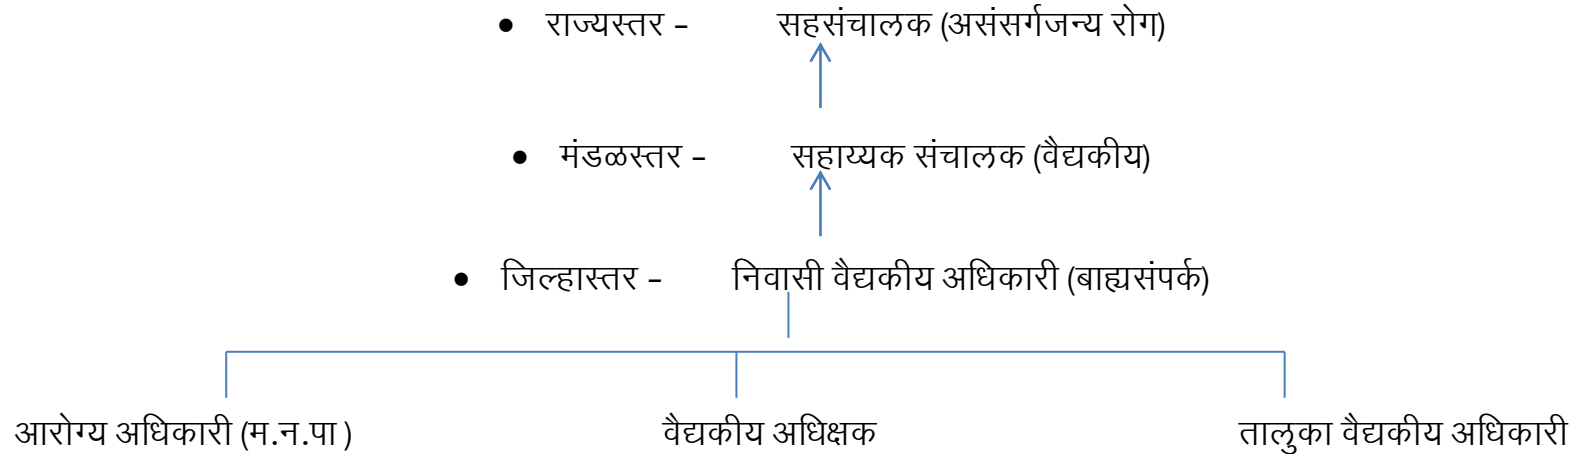 • राज्यस्तर – सहसंचालक (असंसर्गजन्य रोग)
• मंडळस्तर – सहाय्यक संचालक (वैद्यकीय)
• जिल्हास्तर – निवासी वैद्यकीय अधिकारी (बाह्यसंपर्क)
आरोग्य अधिकारी (म.न.पा ) वैद्यकीय अधिक्षक तालुका वैद्यकीय अधिकारी